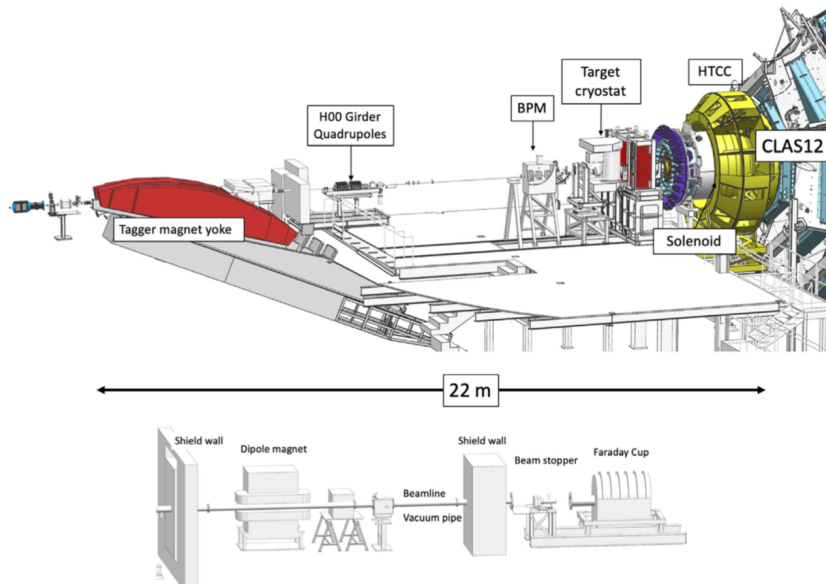 HTCC
Target
cryostat
BPM
H00 Girder
Quadrupoles
CLAS12
Tagger magnet yoke
Solenoid
22 m
Shield wall
Dipole magnet
Shield wall
Beam stopper
Faraday Cup
Beamline
Vacuum pipe